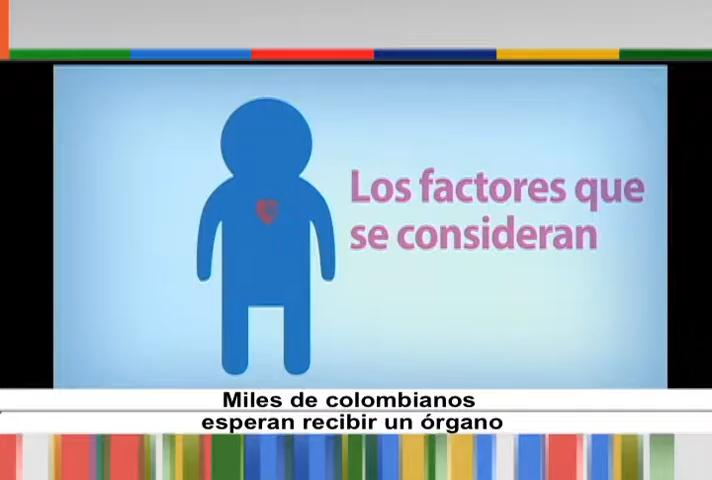 Los factores que
se consideran
Miles de colombianos
esperan recibir un órgano